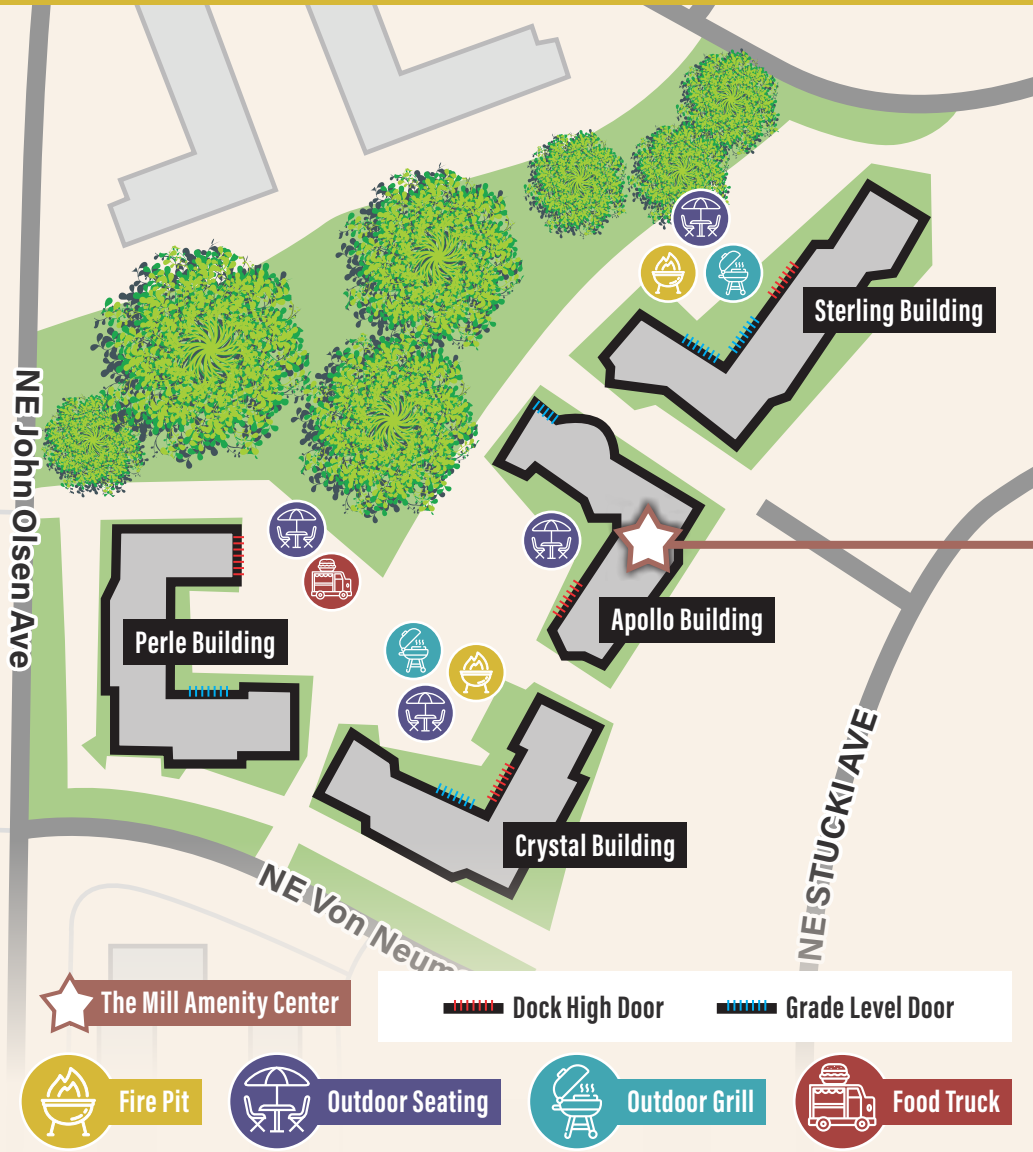 Sterling Building
NE John Olsen Ave
Apollo Building
Perle Building
NE STUCKI AVE
Crystal Building
NE Von Neum
The Mill Amenity Center
Dock High Door
Grade Level Door
Fire Pit
Outdoor Seating
Outdoor Grill
Food Truck